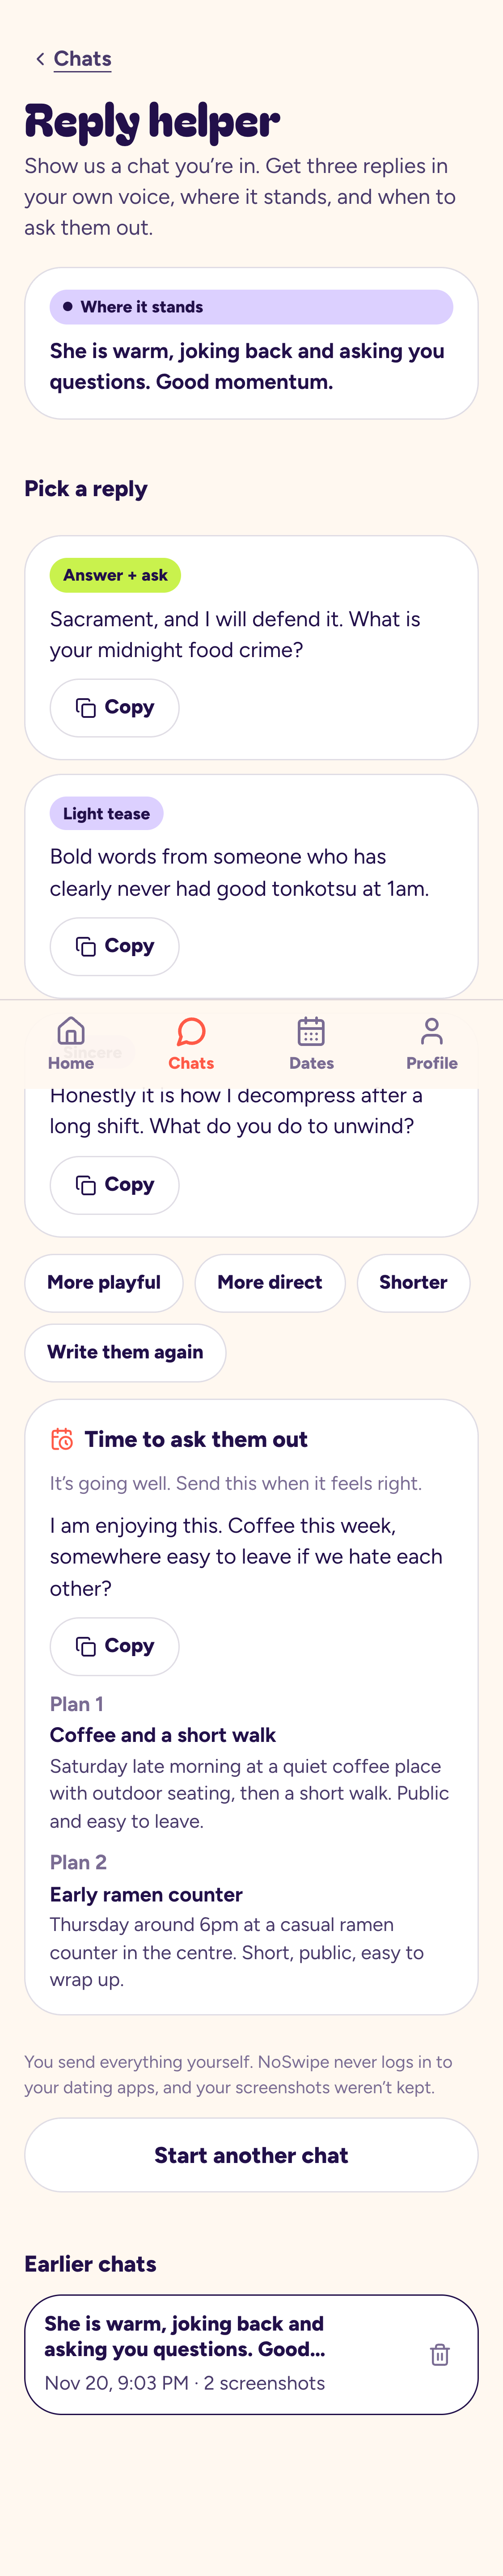 Chats
Reply helper
Show us a chat you’re in. Get three replies in
your own voice, where it stands, and when to
ask them out.
Where it stands
She is warm, joking back and asking you
questions. Good momentum.
Pick a reply
Answer + ask
Sacrament, and I will defend it. What is
your midnight food crime?
Copy
Light tease
Bold words from someone who has
clearly never had good tonkotsu at 1am.
Copy
Sincere
Home Chats Dates Profile
Honestly it is how I decompress after a
long shift. What do you do to unwind?
Copy
More playful More direct Shorter
Write them again
Time to ask them out
It’s going well. Send this when it feels right.
I am enjoying this. Coffee this week,
somewhere easy to leave if we hate each
other?
Copy
Plan 1
Coffee and a short walk
Saturday late morning at a quiet coffee place
with outdoor seating, then a short walk. Public
and easy to leave.
Plan 2
Early ramen counter
Thursday around 6pm at a casual ramen
counter in the centre. Short, public, easy to
wrap up.
You send everything yourself. NoSwipe never logs in to
your dating apps, and your screenshots weren’t kept.
Start another chat
Earlier chats
She is warm, joking back and
asking you questions. Good...
Nov 20, 9:03 PM · 2 screenshots